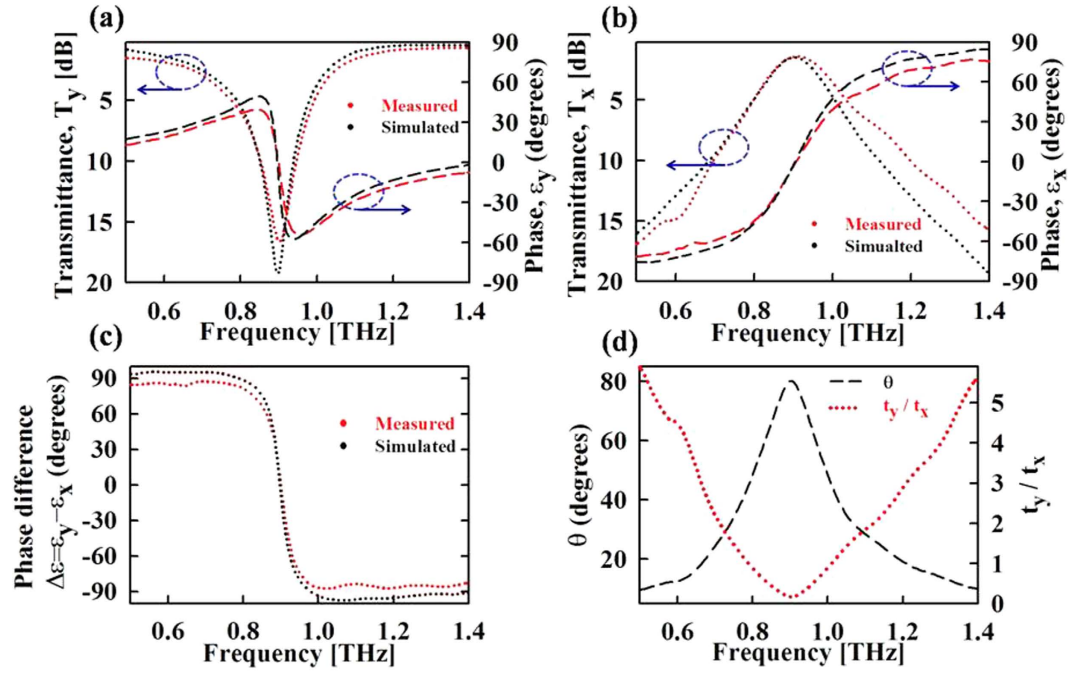 (a)
Transmittance, Ty [dB]
5
10
15
20
90
60
30
0
-30
-60
-90
Phase, εy (degrees)
Measured
Simulated
0.6 0.8 1.0 1.2 1.4
Frequency [THz]
(b)
Transmittance, Tx [dB]
5
10
15
20
90
60
30
0
-30
-60
-90
Phase, εx (degrees)
Measured
Simualted
0.6 0.8 1.0 1.2 1.4
Frequency [THz]
(c)
Phase difference
Δε=εy−εx (degrees)
90
60
30
0
-30
-60
-90
Measured
Simulated
0.6 0.8 1.0 1.2 1.4
Frequency [THz]
(d)
θ (degrees)
80
60
40
20
θ
ty / tx
5
4
3
2
1
0
ty / tx
0.6 0.8 1.0 1.2 1.4
Frequency [THz]